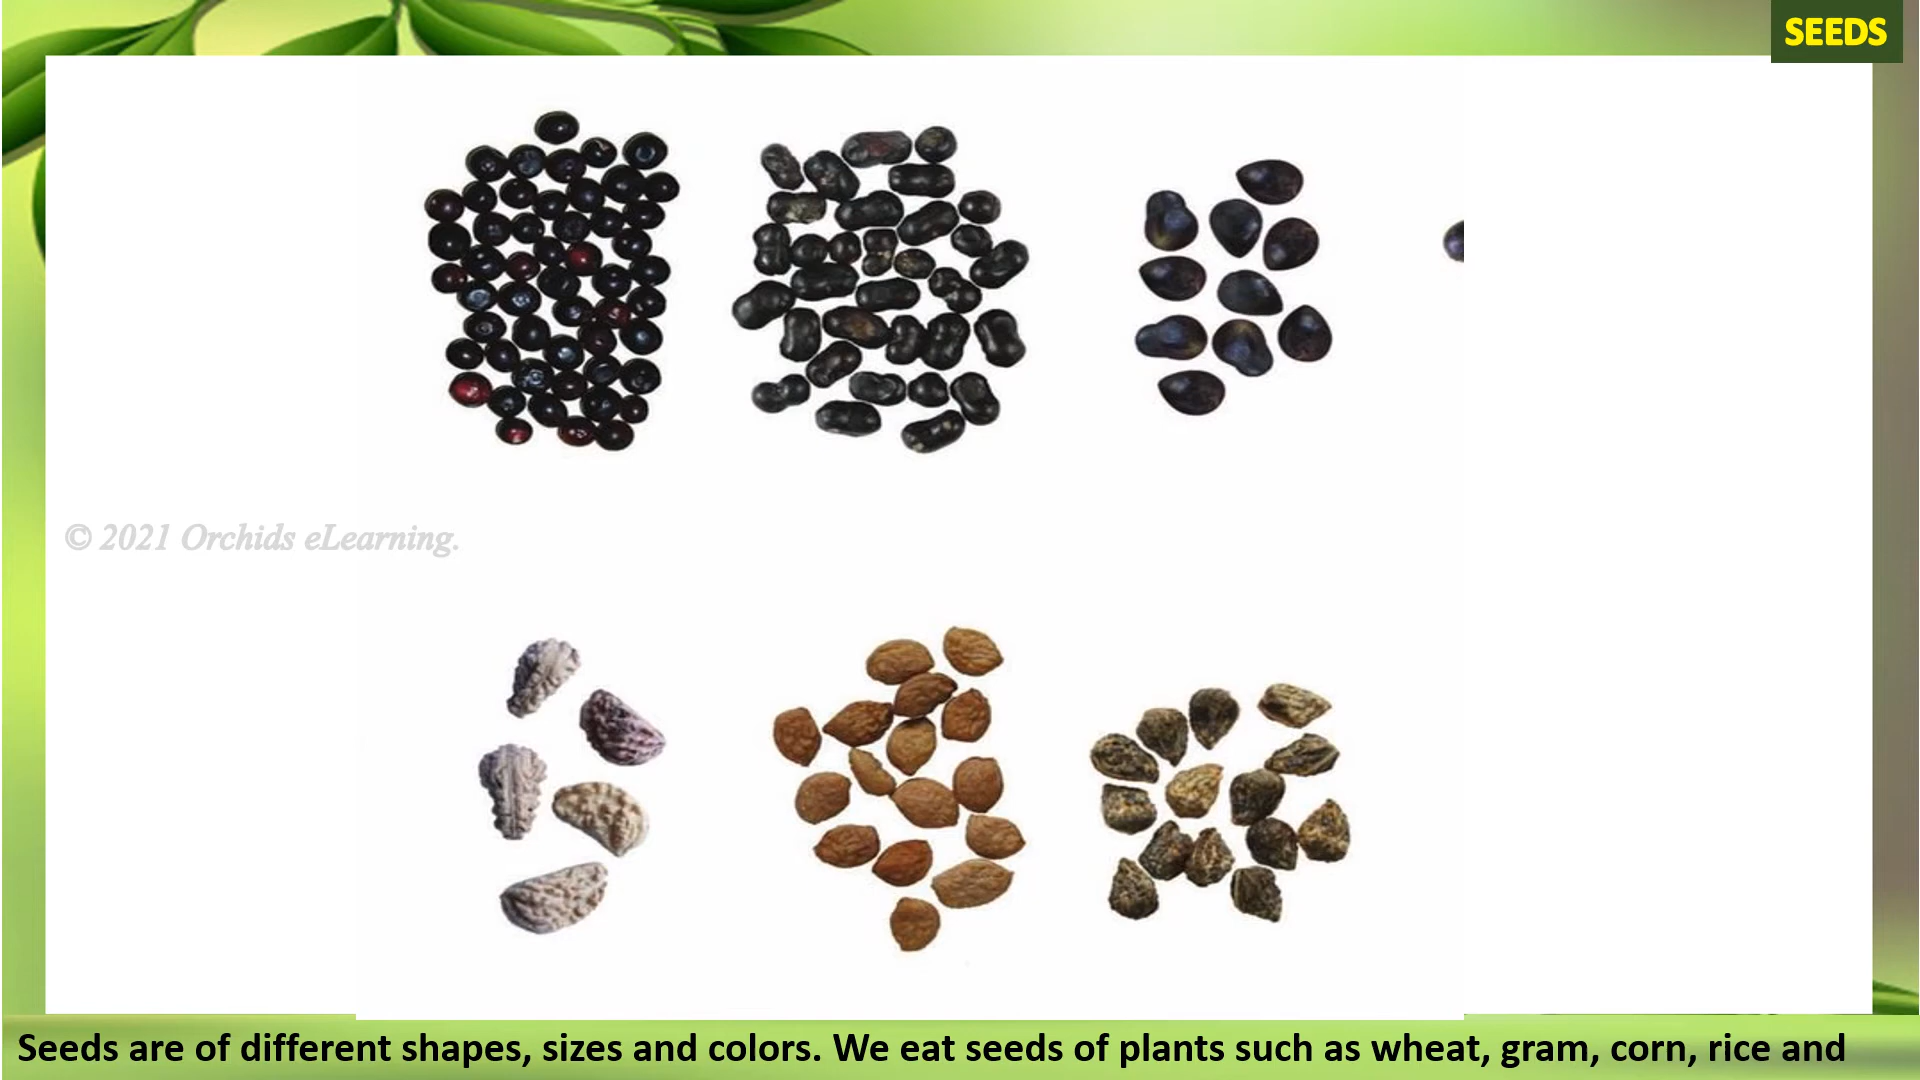 SEEDS
© 2021 Orchids eLearning.
Seeds are of different shapes, sizes and colors. We eat seeds of plants such as wheat, gram, corn, rice and